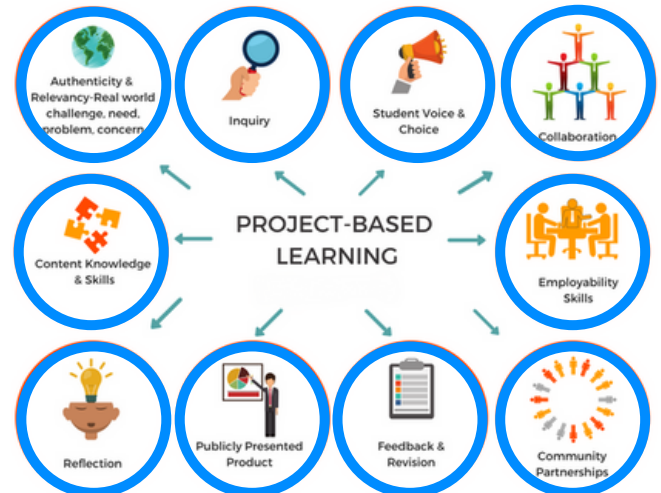 Authenticity &
Relevancy-Real world
challenge, need,
problem, concern
Inquiry
Student Voice &
Choice
Collaboration
PROJECT-BASED
LEARNING
Content Knowledge
& Skills
Employability
Skills
Reflection
Publicly Presented
Product
Feedback &
Revision
Community
Partnerships